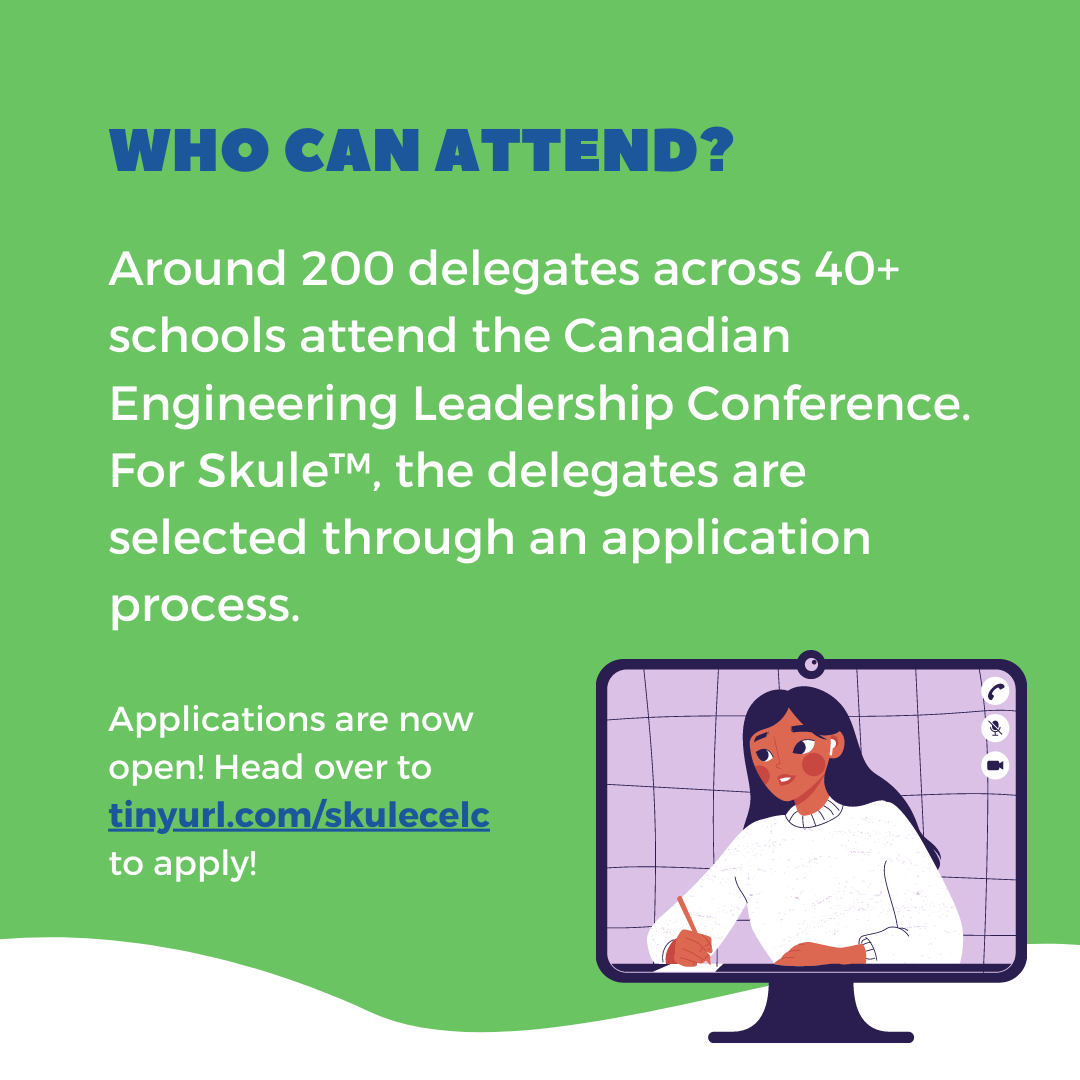 WHO CAN ATTEND?
Around 200 delegates across 40+
schools attend the Canadian
Engineering Leadership Conference.
For Skule™, the delegates are
selected through an application
process.
Applications are now
open! Head over to
tinyurl.com/skulecelc
to apply!